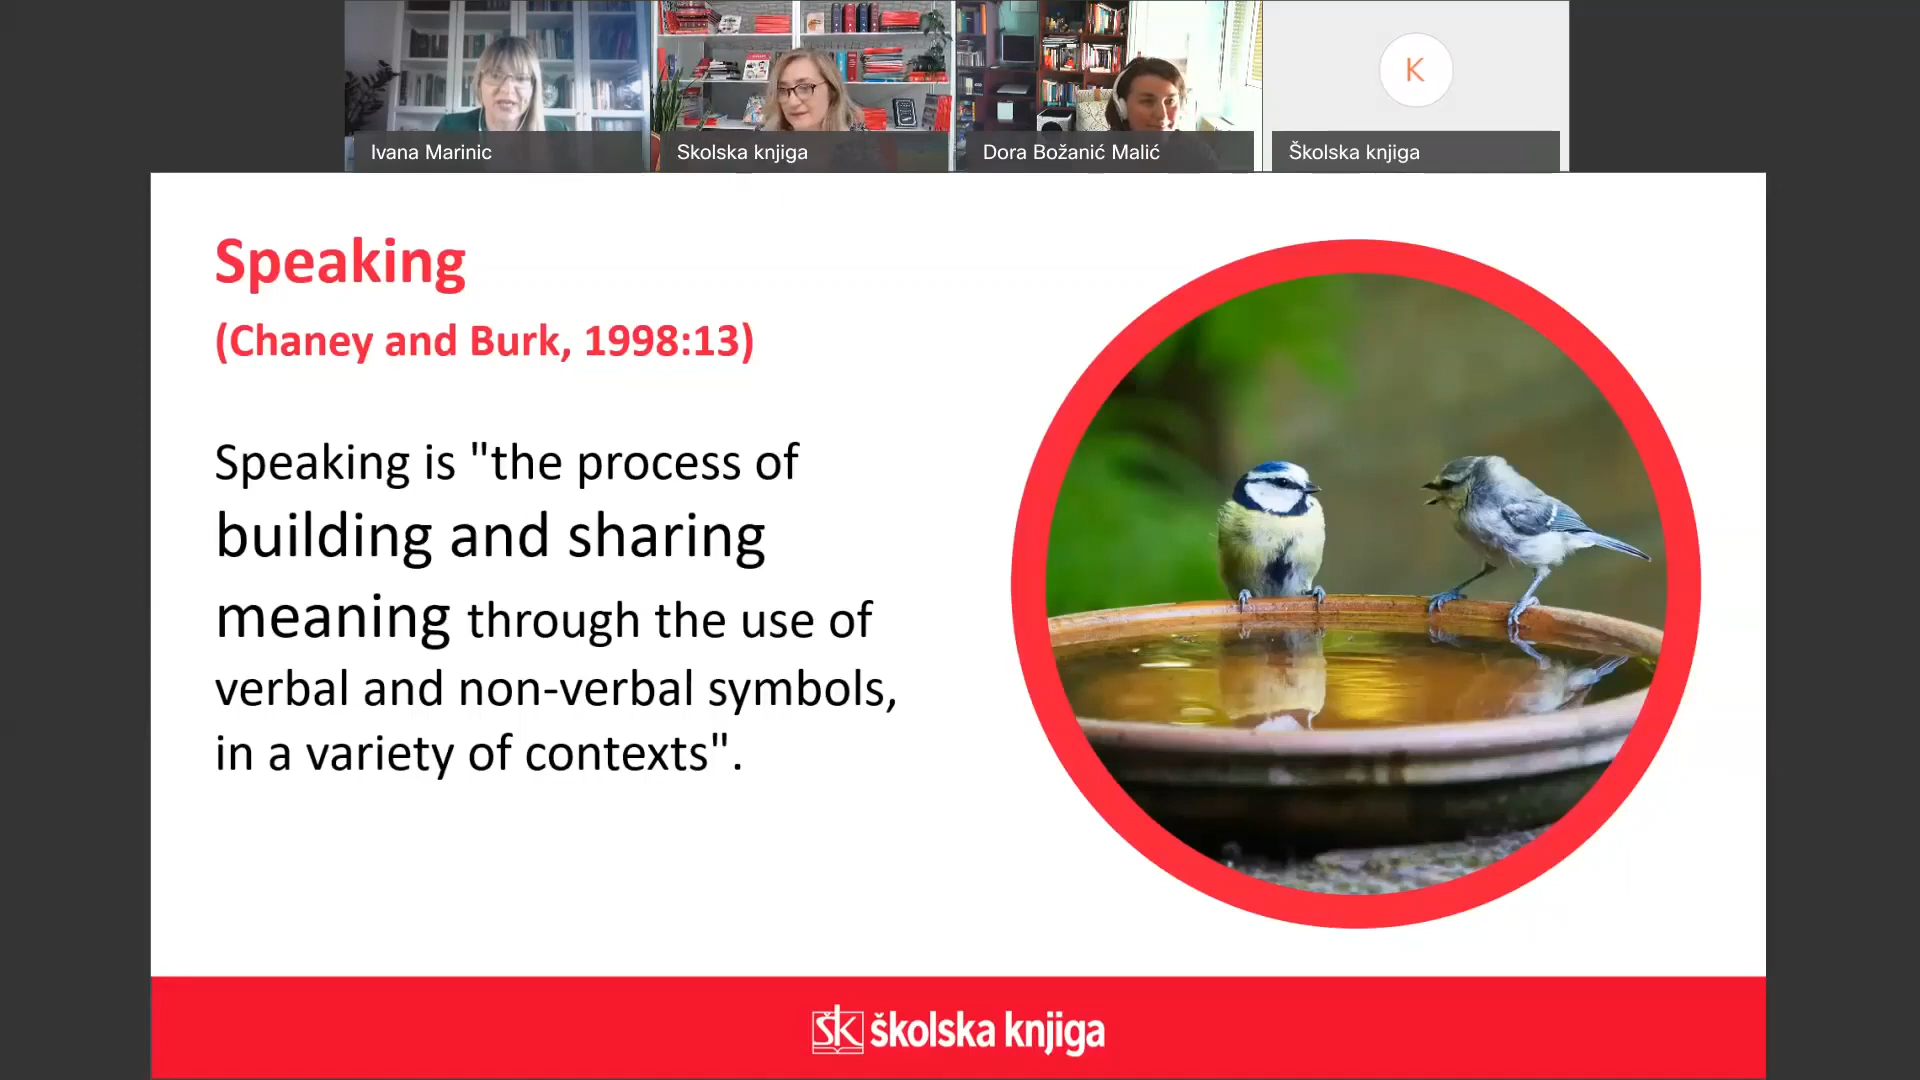 Ivana Marinic
Skolska knjiga
Dora Božanić Malić
K
Školska knjiga
Speaking
(Chaney and Burk, 1998:13)
Speaking is "the process of
building and sharing
meaning through the use of
verbal and non-verbal symbols,
in a variety of contexts".
ŠK školska knjiga